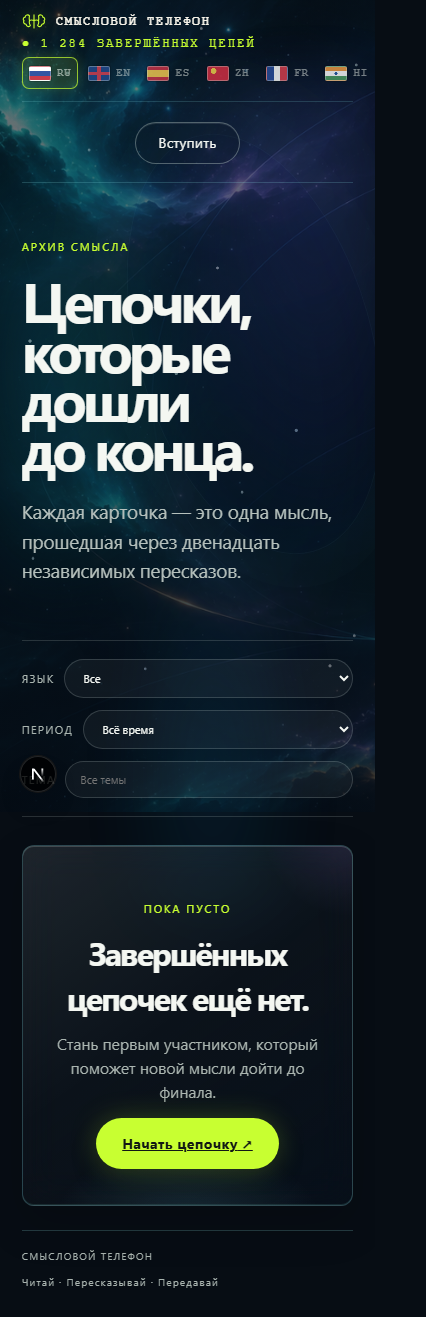 СМЫСЛОВОЙ ТЕЛЕФОН
● 1 284 ЗАВЕРШЁННЫХ ЦЕПЕЙ
RU EN ES ZH FR HI
Вступить
АРХИВ СМЫСЛА
Цепочки,
которые
дошли
до конца.
Каждая карточка — это одна мысль,
прошедшая через двенадцать
независимых пересказов.
ЯЗЫК Все
ПЕРИОД Всё время
N Все темы
ПОКА ПУСТО
Завершённых
цепочек ещё нет.
Стань первым участником, который
поможет новой мысли дойти до
финала.
Начать цепочку ↗
СМЫСЛОВОЙ ТЕЛЕФОН
Читай · Пересказывай · Передавай